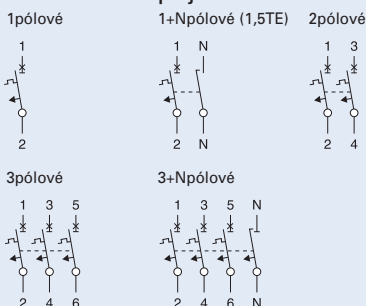 1pólové 1+Npólové (1,5TE) 2pólové
1 1 N 1 3
2 2 N 2 4
3pólové 3+Npólové
1 3 5 1 3 5 N
2 4 6 2 4 6 N